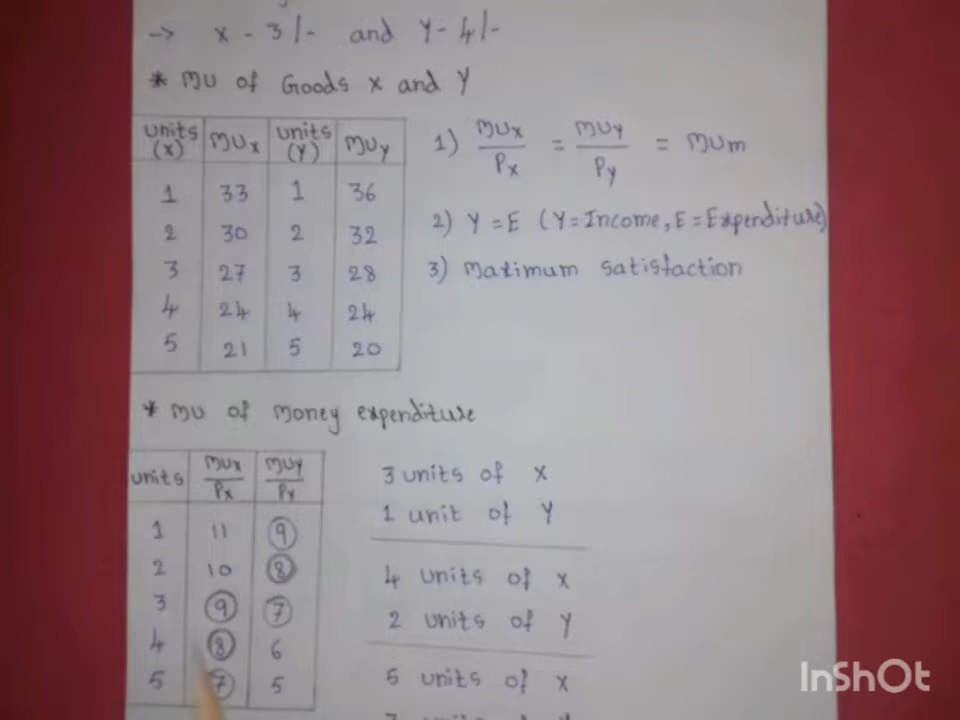 -> X - 3/- and Y - 4/-
* MU of Goods X and Y
units (X) MUx units (Y) MUy
1 33 1 36
2 30 2 32
3 27 3 28
4 24 4 24
5 21 5 20
1) MUx/Px = MUy/Py = MUm
2) Y = E (Y = Income, E = Expenditure)
3) Maximum satisfaction
* MU of Money expenditure
units MUx/Px MUy/Py
1 11 9
2 10 8
3 9 7
4 8 6
5 7 5
3 units of X
1 unit of Y
4 units of X
2 units of Y
5 units of X
units of Y
InShOt